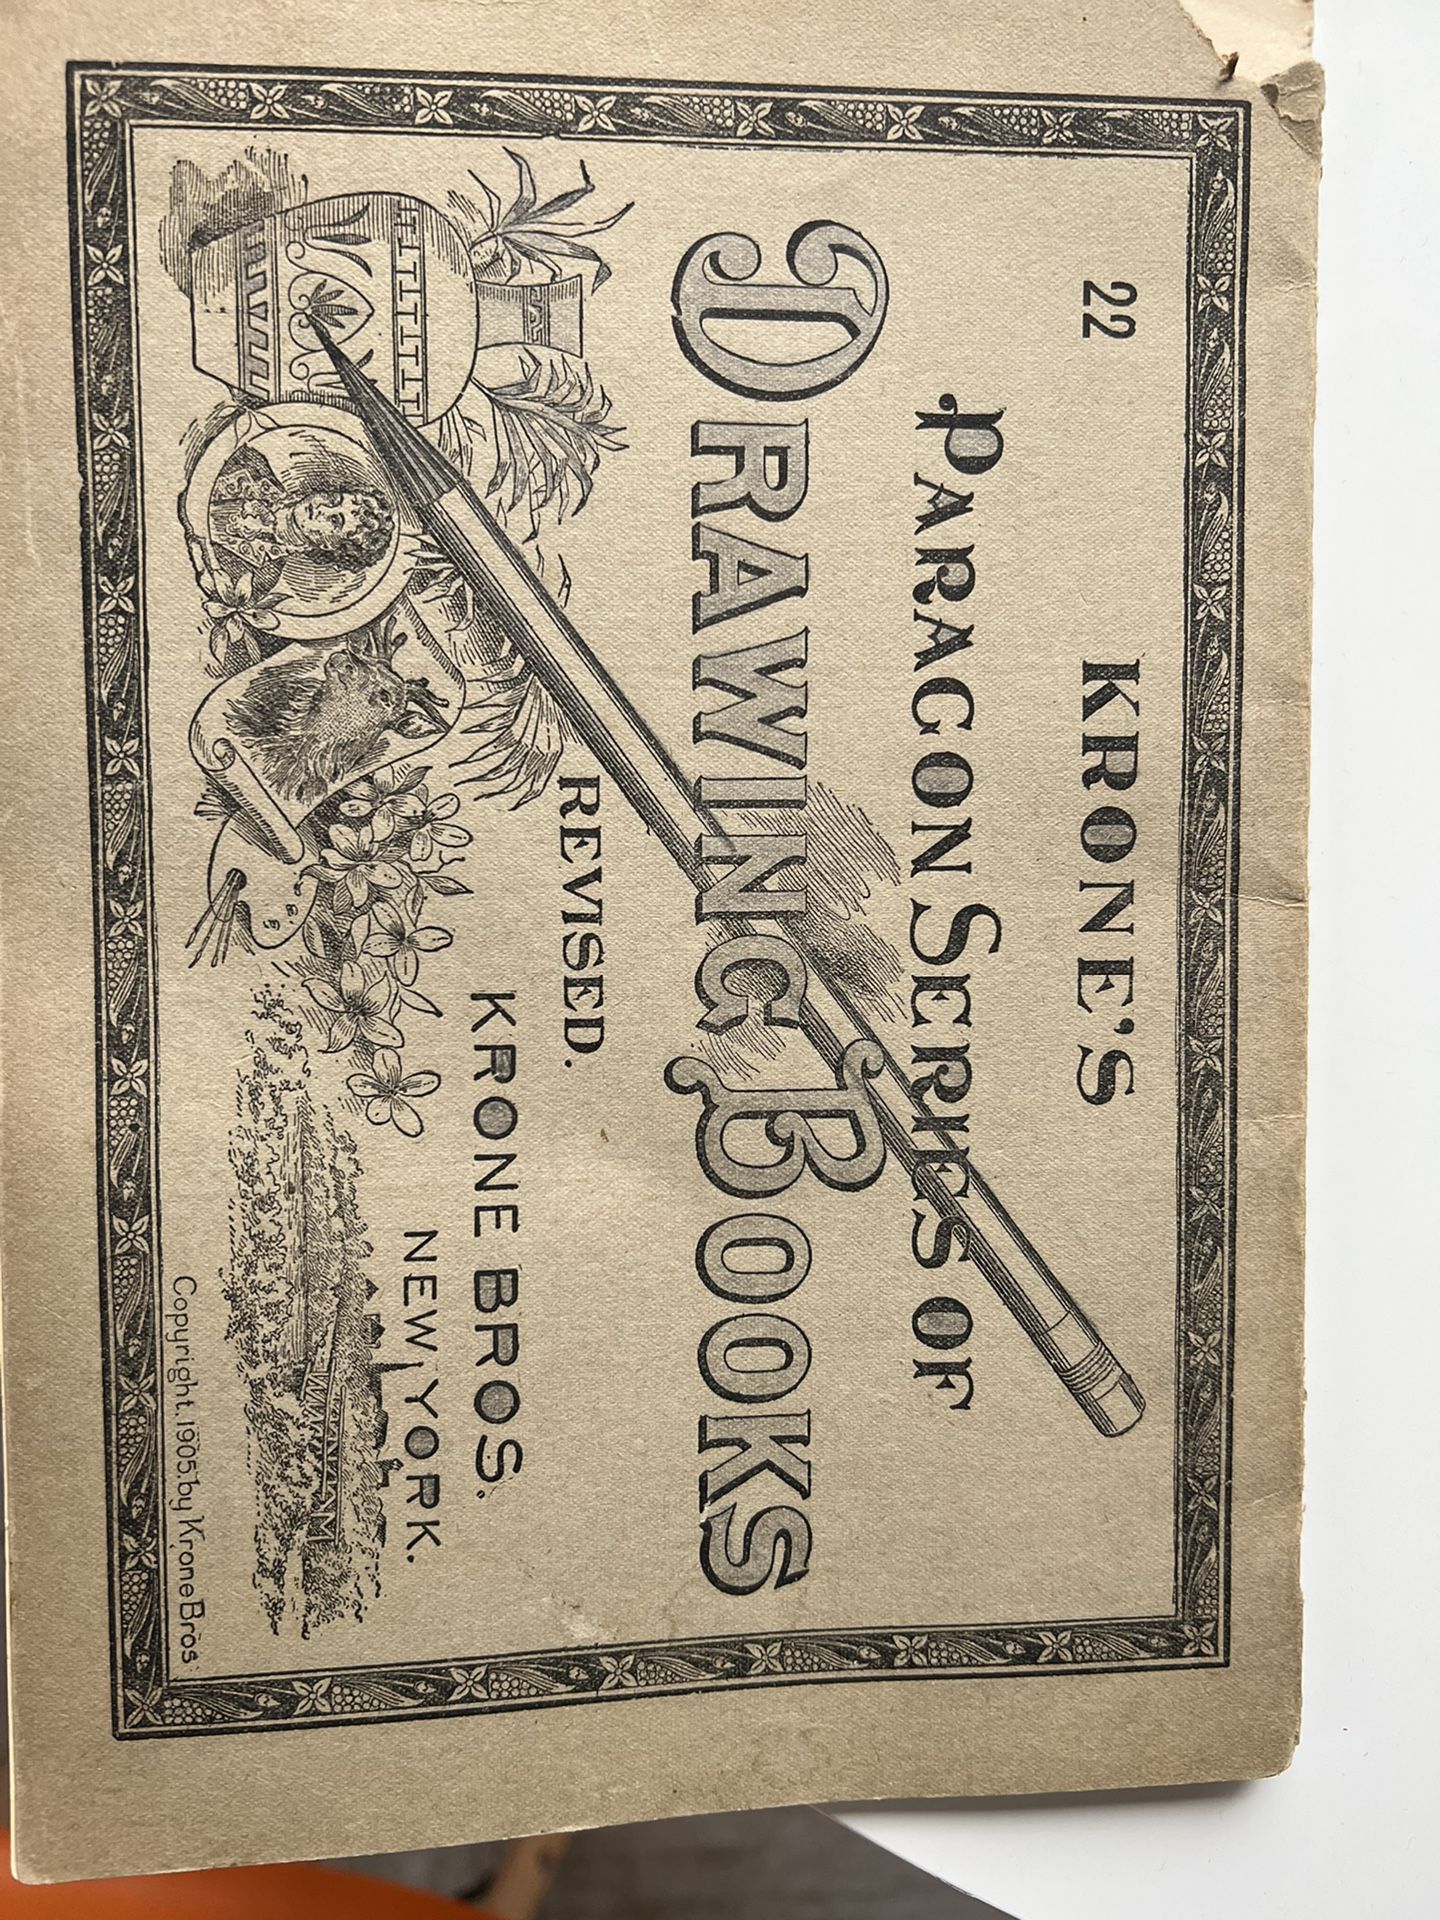 22
KRONE'S
PARAGON SERIES OF
DRAWING BOOKS
REVISED.
KRONE BROS.
NEW YORK.
Copyright. 1905. by Krone Bros.